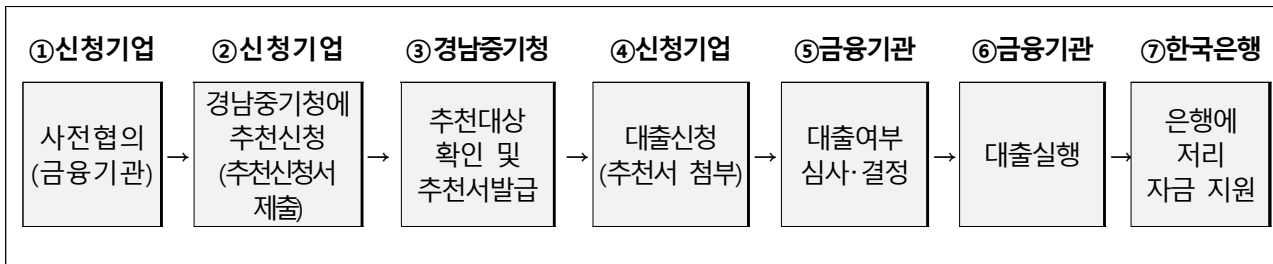 ①신청기업 ②신청기업 ③경남중기청 ④신청기업 ⑤금융기관 ⑥금융기관 ⑦한국은행
사전협의
(금융기관)
→
경남중기청에
추천신청
(추천신청서
제출)
→
추천대상
확인 및
추천서발급
→
대출신청
(추천서 첨부)
→
대출여부
심사·결정
→
대출실행
→
은행에
저리
자금 지원